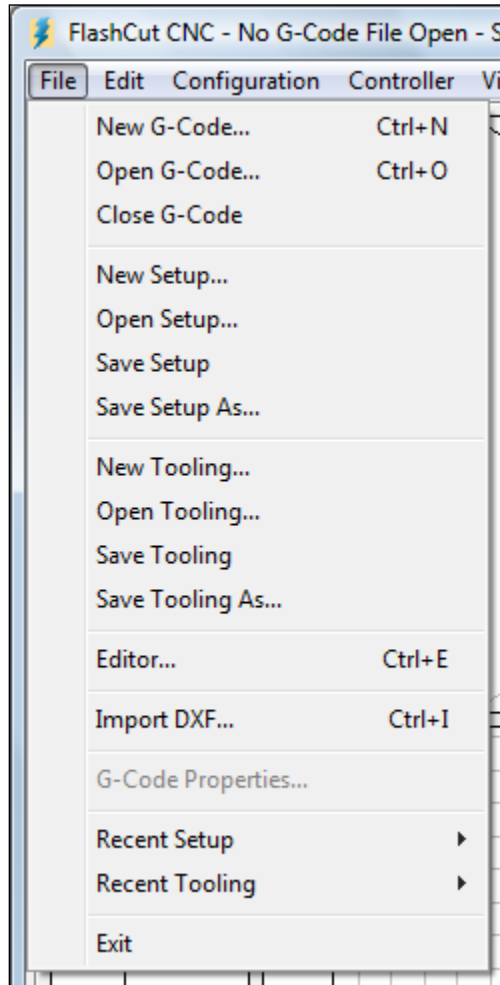 FlashCut CNC - No G-Code File Open - S
File Edit Configuration Controller Vi
New G-Code... Ctrl+N
Open G-Code... Ctrl+O
Close G-Code
New Setup...
Open Setup...
Save Setup
Save Setup As...
New Tooling...
Open Tooling...
Save Tooling
Save Tooling As...
Editor... Ctrl+E
Import DXF... Ctrl+I
G-Code Properties...
Recent Setup
Recent Tooling
Exit